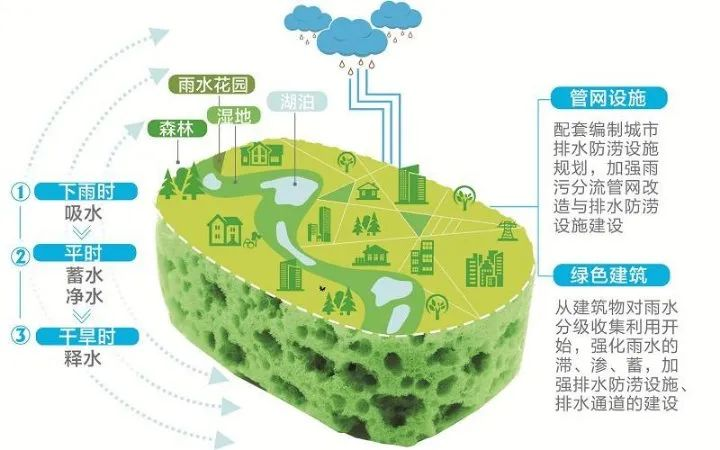 雨水花园
湖泊
湿地
森林
1 下雨时
吸水
2 平时
蓄水
净水
3 干旱时
释水
管网设施
配套编制城市
排水防涝设施
规划，加强雨
污分流管网改
造与排水防涝
设施建设
绿色建筑
从建筑物对雨水
分级收集利用开
始，强化雨水的
滞、渗、蓄，加
强排水防涝设施、
排水通道的建设